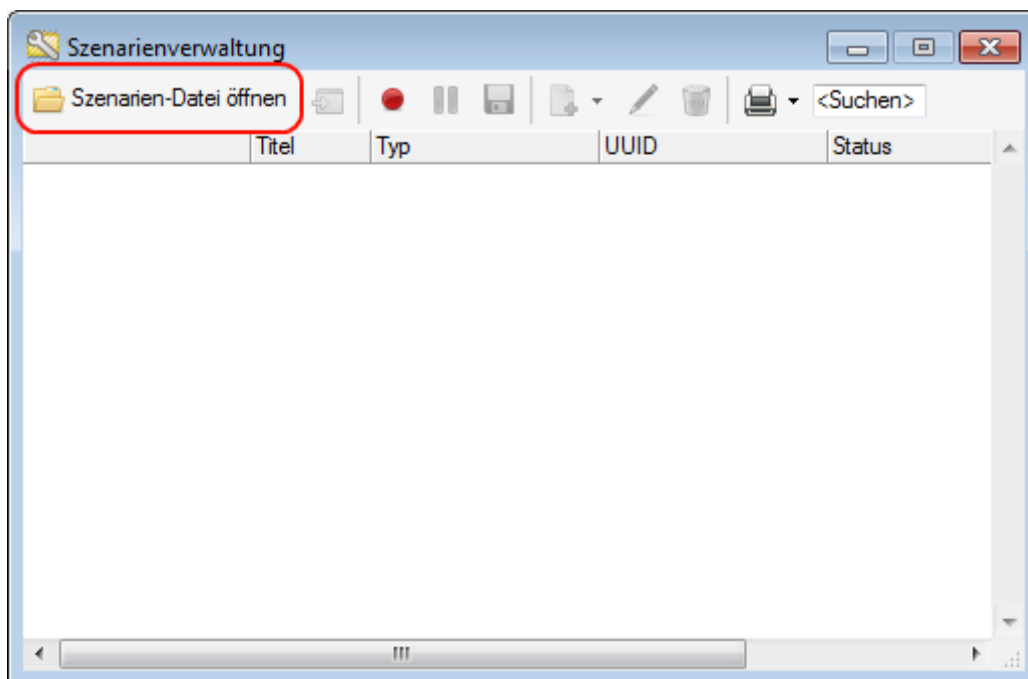 Szenarienverwaltung
Szenarien-Datei öffnen <Suchen>
Titel Typ UUID Status